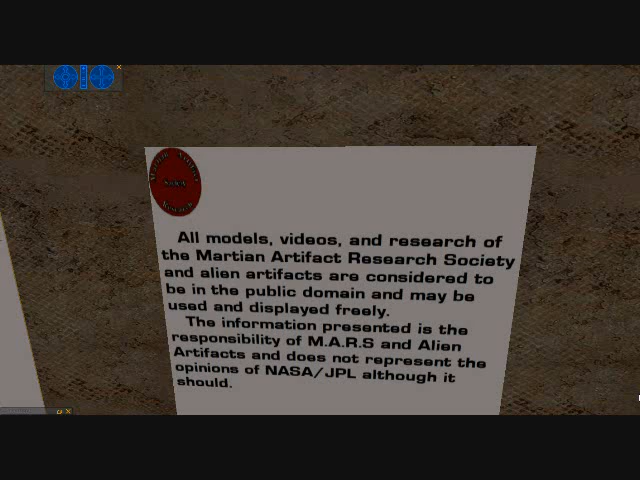 All models, videos, and research of
the Martian Artifact Research Society
and alien artifacts are considered to
be in the public domain and may be
used and displayed freely.
The information presented is the
responsibility of M.A.R.S and Alien
Artifacts and does not represent the
opinions of NASA/JPL although it
should.